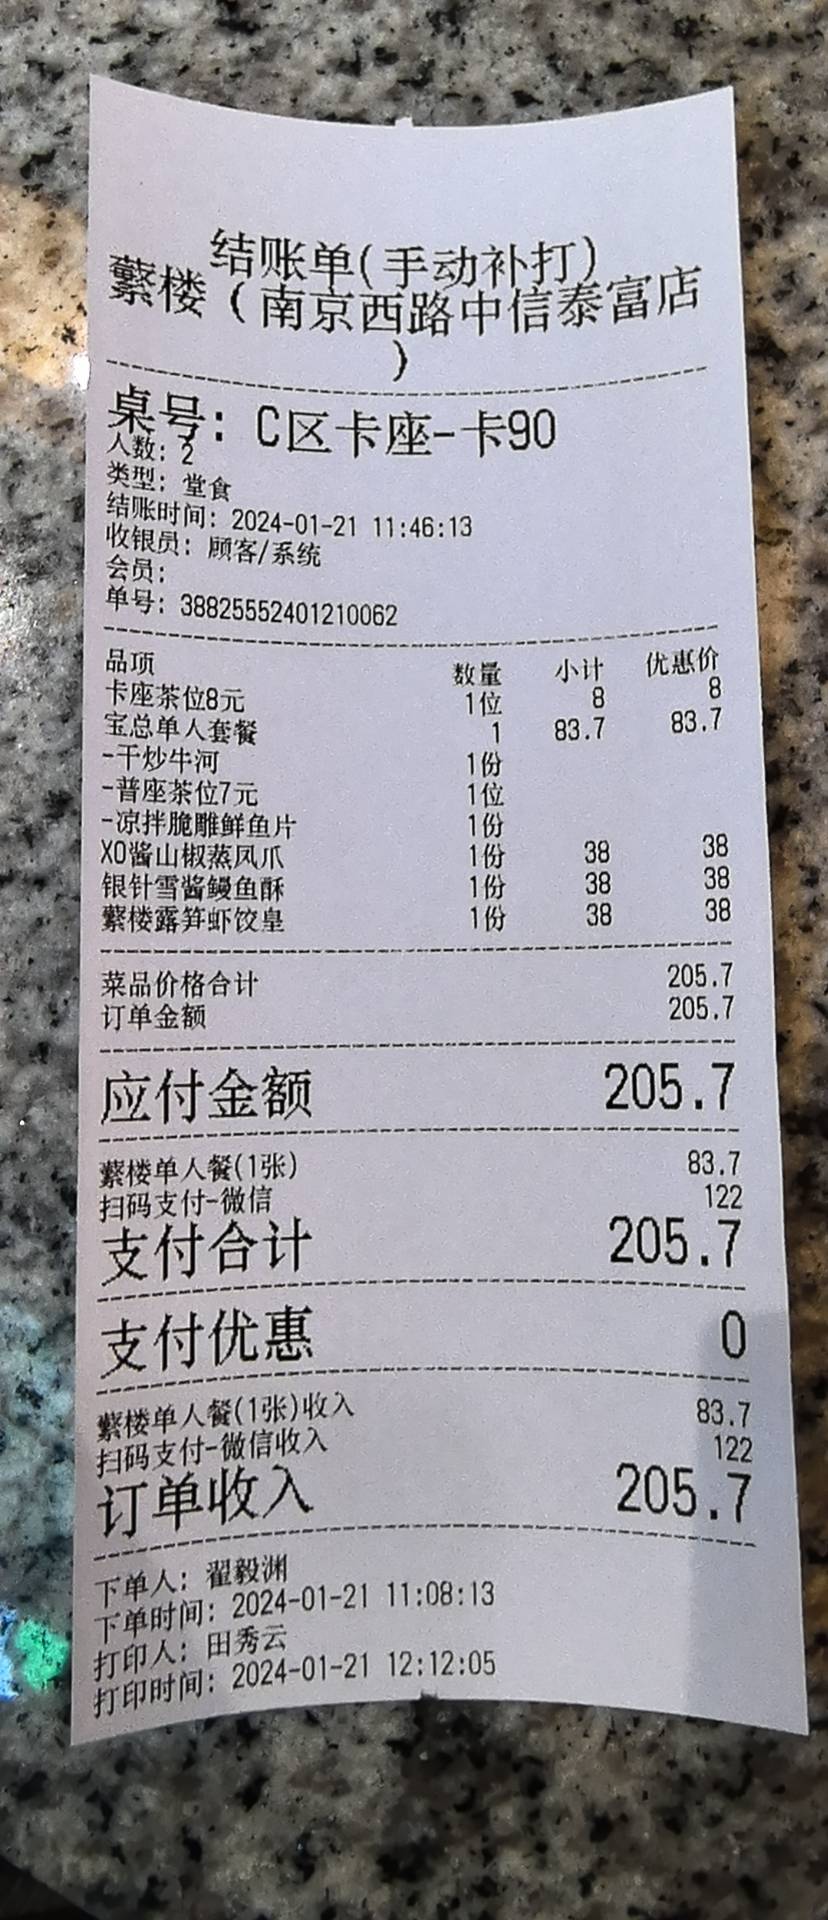 结账单(手动补打)
蘩楼（南京西路中信泰富店
）
桌号: C区卡座-卡90
人数: 2
类型: 堂食
结账时间: 2024-01-21 11:46:13
收银员: 顾客/系统
会员:
单号: 38825552401210062
品项 数量 小计 优惠价
卡座茶位8元 1位 8 8
宝总单人套餐 1 83.7 83.7
-干炒牛河 1份
-普座茶位7元 1位
-凉拌脆雕鲜鱼片 1份
XO酱山椒蒸凤爪 1份 38 38
银针雪酱鳗鱼酥 1份 38 38
蘩楼露笋虾饺皇 1份 38 38
菜品价格合计 205.7
订单金额 205.7
应付金额 205.7
蘩楼单人餐(1张) 83.7
扫码支付-微信 122
支付合计 205.7
支付优惠 0
蘩楼单人餐(1张)收入 83.7
扫码支付-微信收入 122
订单收入 205.7
下单人: 翟毅渊
下单时间: 2024-01-21 11:08:13
打印人: 田秀云
打印时间: 2024-01-21 12:12:05